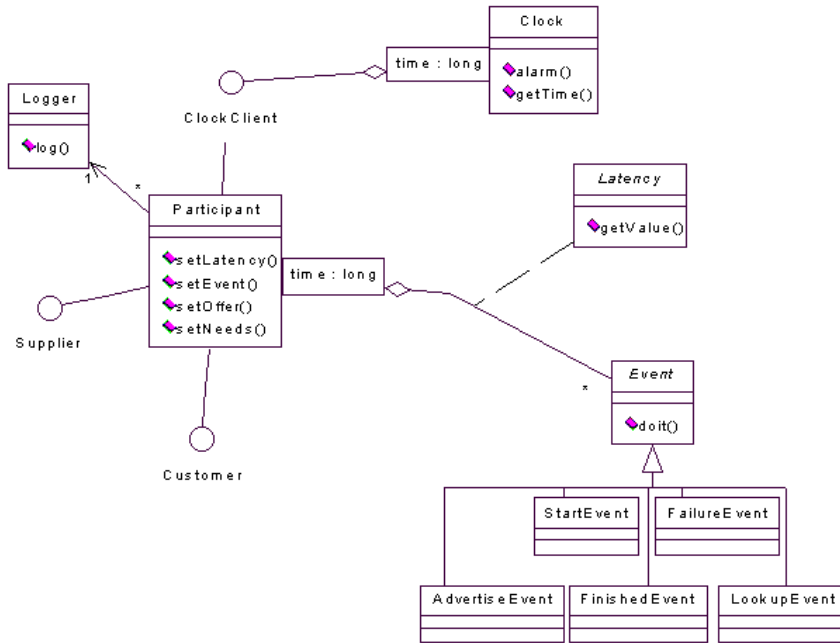 Clock
time : long
alarm()
getTime()
Logger
log()
ClockClient
1
*
Participant
setLatency()
setEvent()
setOffer()
setNeeds()
time : long
Latency
getValue()
Supplier
Customer
*
Event
doit()
StartEvent
FailureEvent
AdvertiseEvent
FinishedEvent
LookupEvent